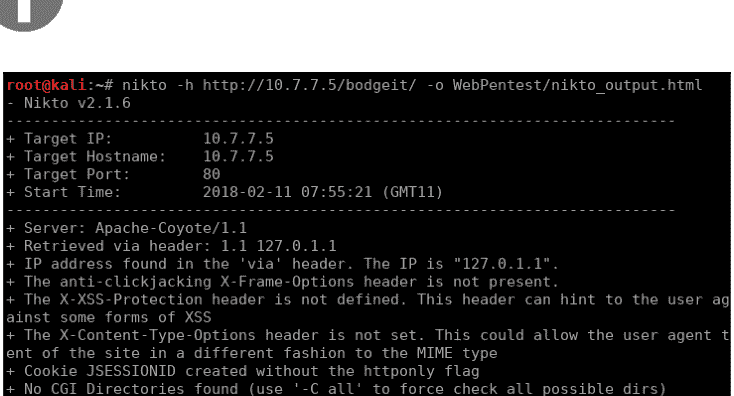 root@kali:~# nikto -h http://10.7.7.5/bodgeit/ -o WebPentest/nikto_output.html
- Nikto v2.1.6
---------------------------------------------------------------------------
+ Target IP:          10.7.7.5
+ Target Hostname:    10.7.7.5
+ Target Port:        80
+ Start Time:         2018-02-11 07:55:21 (GMT11)
---------------------------------------------------------------------------
+ Server: Apache-Coyote/1.1
+ Retrieved via header: 1.1 127.0.1.1
+ IP address found in the 'via' header. The IP is "127.0.1.1".
+ The anti-clickjacking X-Frame-Options header is not present.
+ The X-XSS-Protection header is not defined. This header can hint to the user ag
ainst some forms of XSS
+ The X-Content-Type-Options header is not set. This could allow the user agent t
ent of the site in a different fashion to the MIME type
+ Cookie JSESSIONID created without the httponly flag
+ No CGI Directories found (use '-C all' to force check all possible dirs)